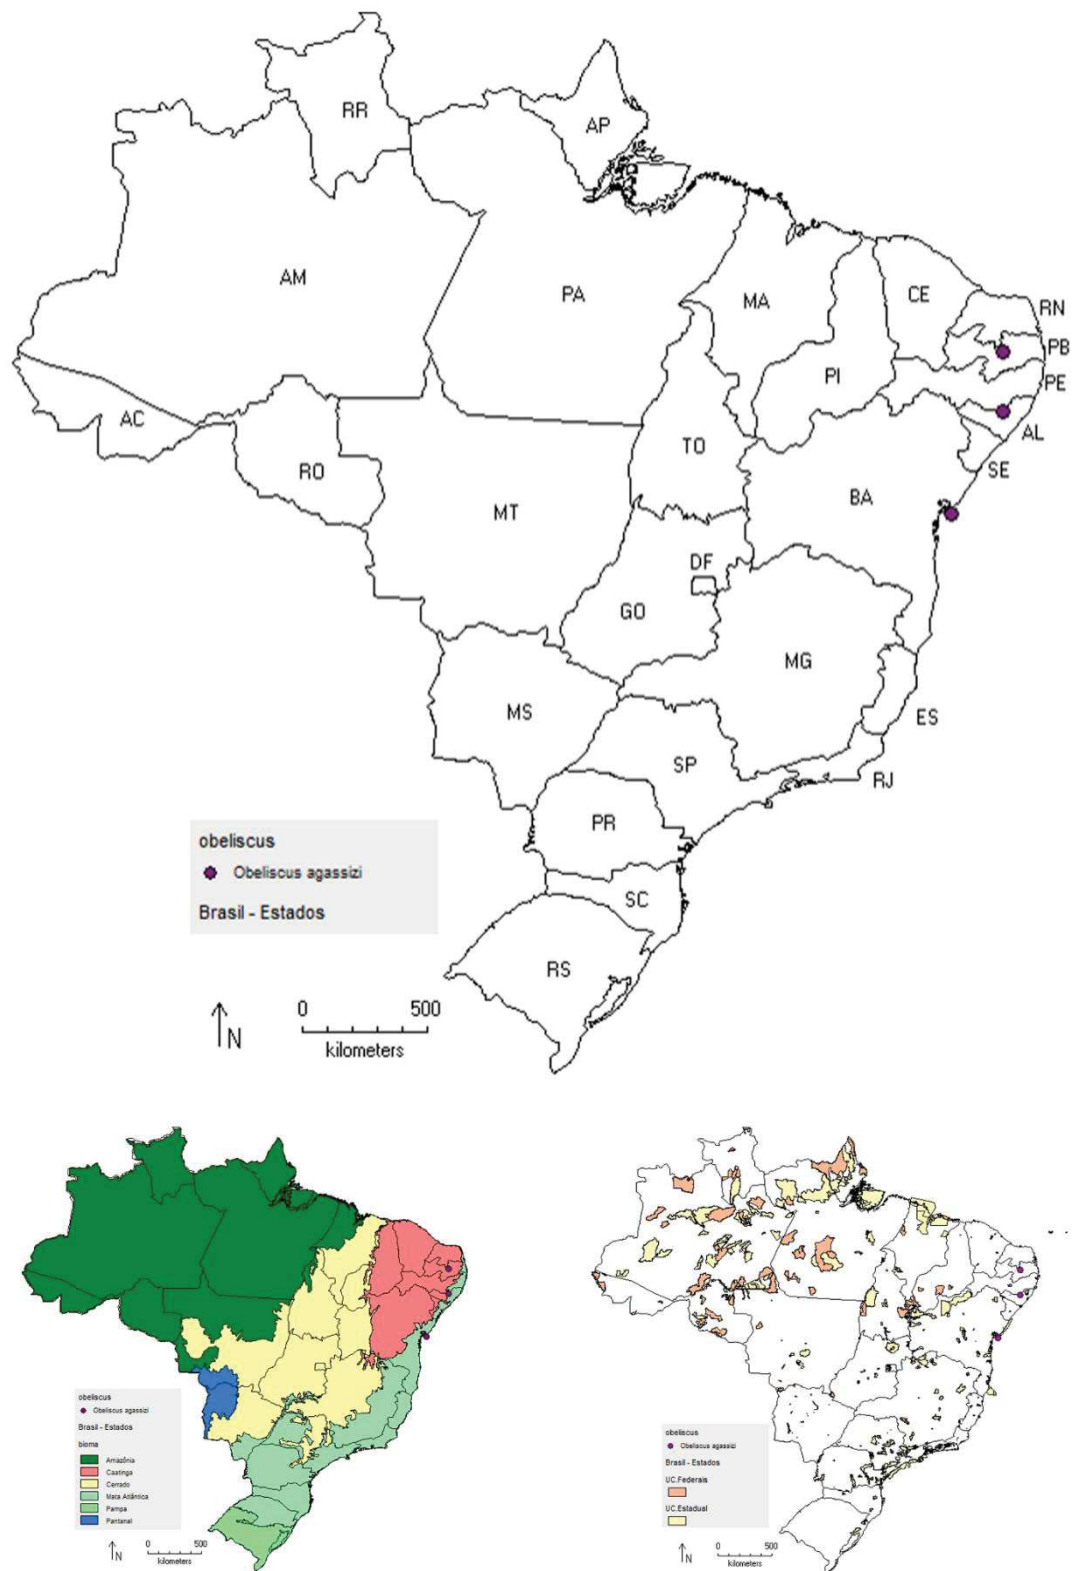 RR
AP
AM
PA
MA
CE
RN
PB
PI
PE
AC
TO
AL
RO
SE
BA
MT
DF
GO
MG
MS
ES
SP
RJ
PR
SC
RS
obeliscus
Obeliscus agassizi
Brasil - Estados
N
0 500
kilometers
obeliscus
Obeliscus agassizi
Brasil - Estados
bioma
Amazônia
Caatinga
Cerrado
Mata Atlântica
Pampa
Pantanal
N
0 500
kilometers
obeliscus
Obeliscus agassizi
Brasil - Estados
UC.Federais
UC.Estadual
N
0 500
kilometers